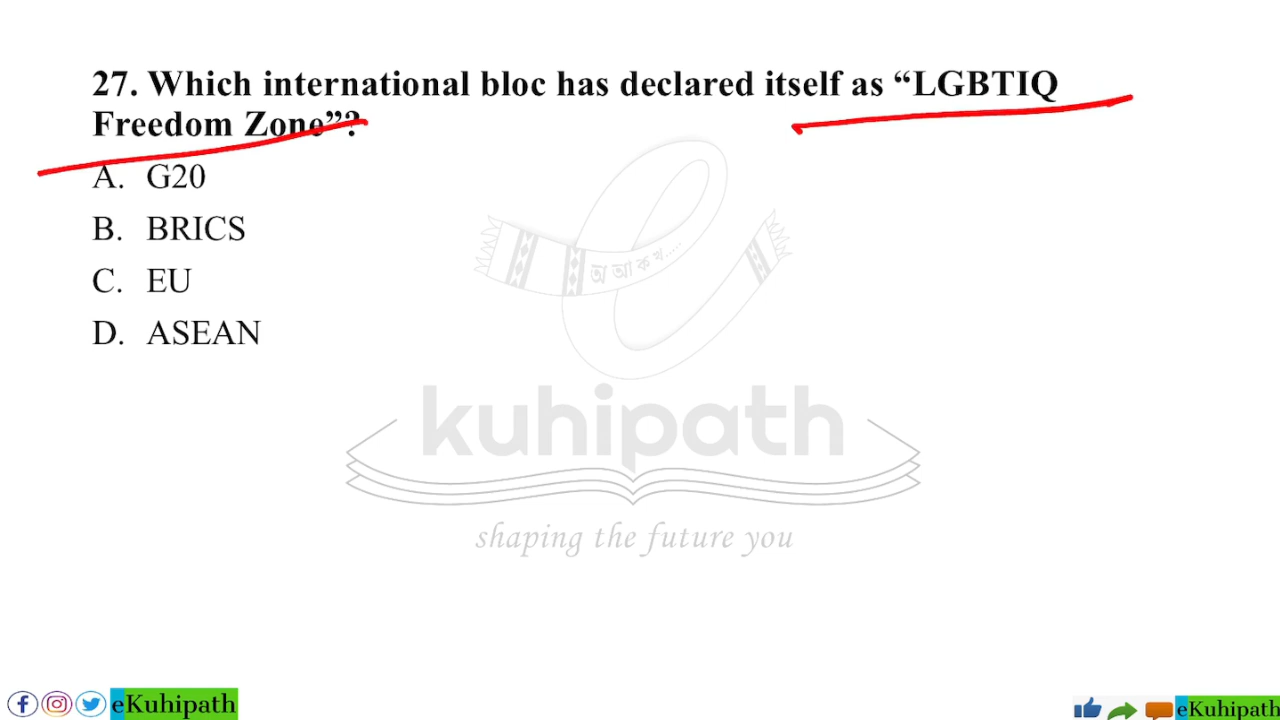 27. Which international bloc has declared itself as “LGBTIQ
Freedom Zone”?
A. G20
B. BRICS
C. EU
D. ASEAN
অ আ ক খ.....
kuhipath
shaping the future you
eKuhipath
eKuhipath